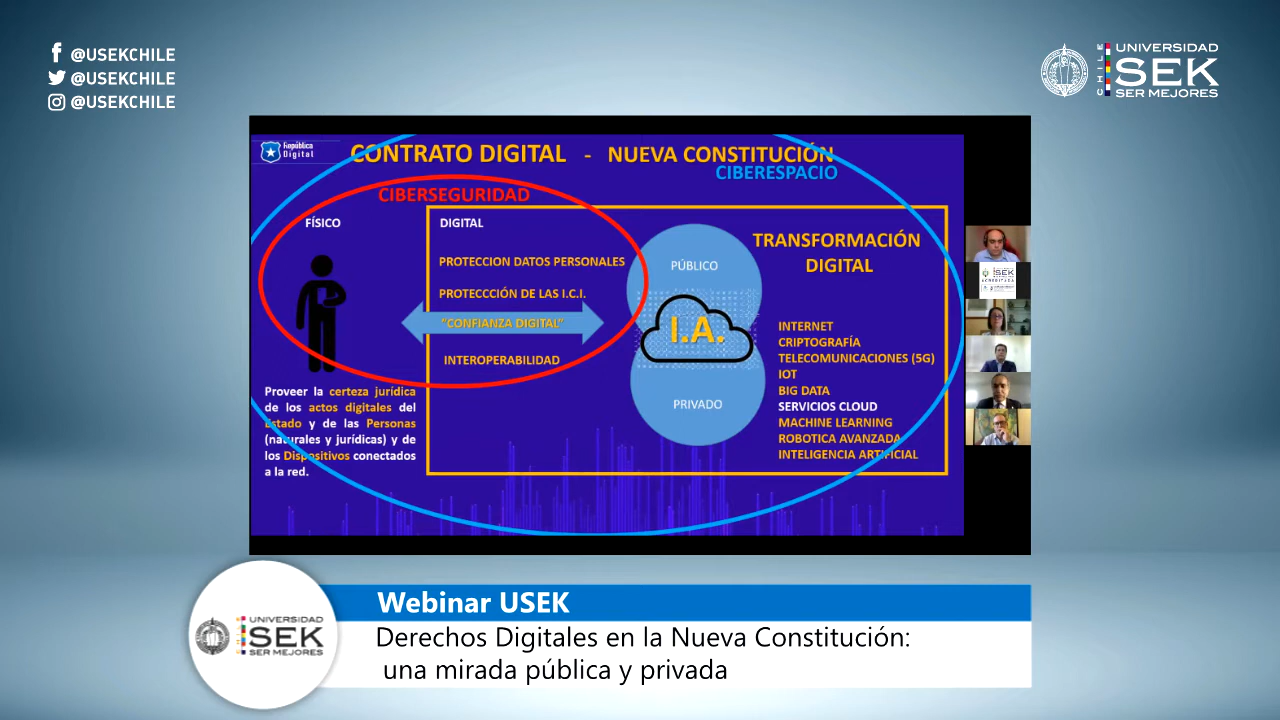 @USEKCHILE
@USEKCHILE
@USEKCHILE
CHILE
UNIVERSIDAD
SEK
SER MEJORES
República
Digital
CONTRATO DIGITAL - NUEVA CONSTITUCIÓN
CIBERESPACIO
CIBERSEGURIDAD
FÍSICO
DIGITAL
PROTECCION DATOS PERSONALES
PROTECCCIÓN DE LAS I.C.I.
"CONFIANZA DIGITAL"
INTEROPERABILIDAD
Proveer la certeza jurídica
de los actos digitales del
Estado y de las Personas
(naturales y jurídicas) y de
los Dispositivos conectados
a la red.
PÚBLICO
I.A.
PRIVADO
TRANSFORMACIÓN
DIGITAL
INTERNET
CRIPTOGRAFÍA
TELECOMUNICACIONES (5G)
IOT
BIG DATA
SERVICIOS CLOUD
MACHINE LEARNING
ROBOTICA AVANZADA
INTELIGENCIA ARTIFICIAL
SEK
UNIVERSIDAD
SEK
SER MEJORES
Webinar USEK
Derechos Digitales en la Nueva Constitución:
una mirada pública y privada